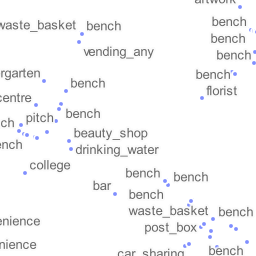 bench
waste_basket bench
bench
vending_any
bench
bench
bench
florist
pitch bench
beauty_shop
drinking_water
college
bench bench
bar
bench
waste_basket bench
post_box
car_sharing bench